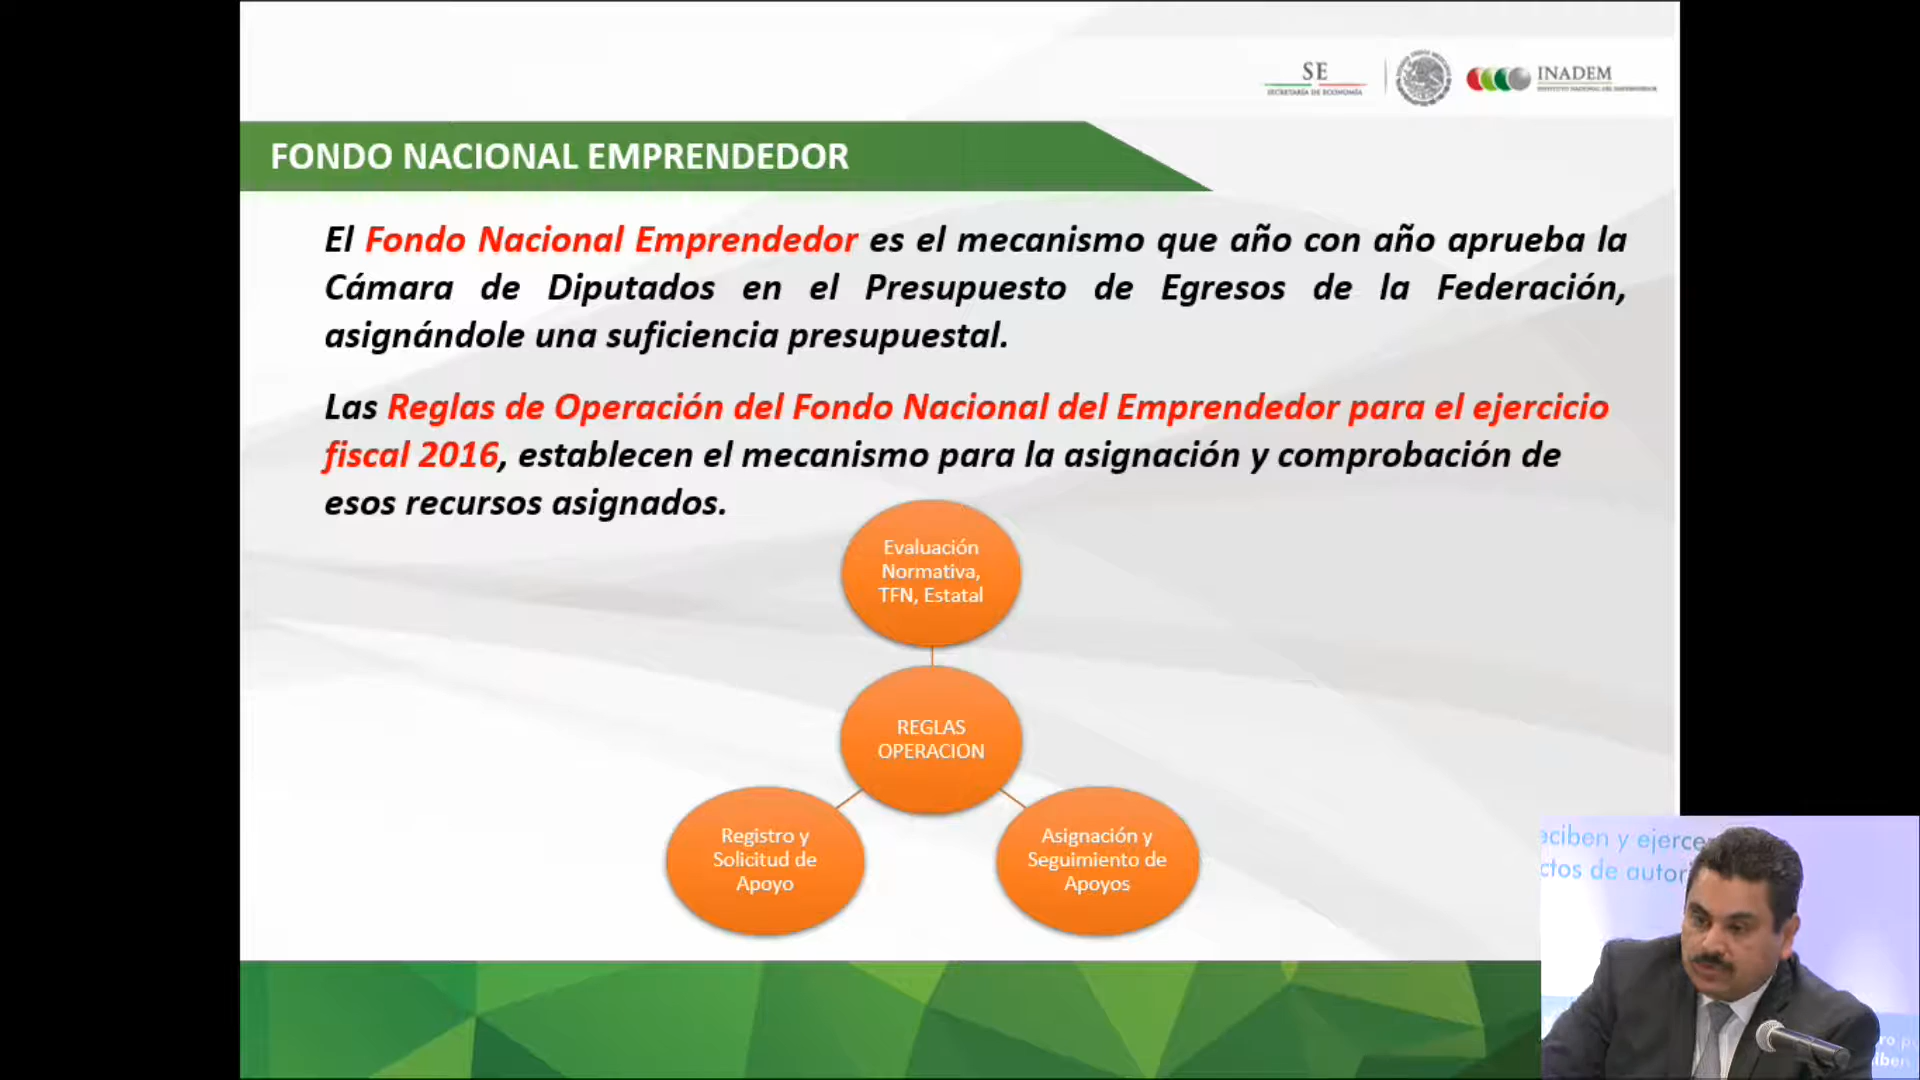 SE
SECRETARÍA DE ECONOMÍA
INADEM
INSTITUTO NACIONAL DEL EMPRENDEDOR
FONDO NACIONAL EMPRENDEDOR
El Fondo Nacional Emprendedor es el mecanismo que año con año aprueba la
Cámara de Diputados en el Presupuesto de Egresos de la Federación,
asignándole una suficiencia presupuestal.
Las Reglas de Operación del Fondo Nacional del Emprendedor para el ejercicio
fiscal 2016, establecen el mecanismo para la asignación y comprobación de
esos recursos asignados.
Evaluación
Normativa,
TFN, Estatal
REGLAS
OPERACION
Registro y
Solicitud de
Apoyo
Asignación y
Seguimiento de
Apoyos
eciben y ejerce
ctos de autor